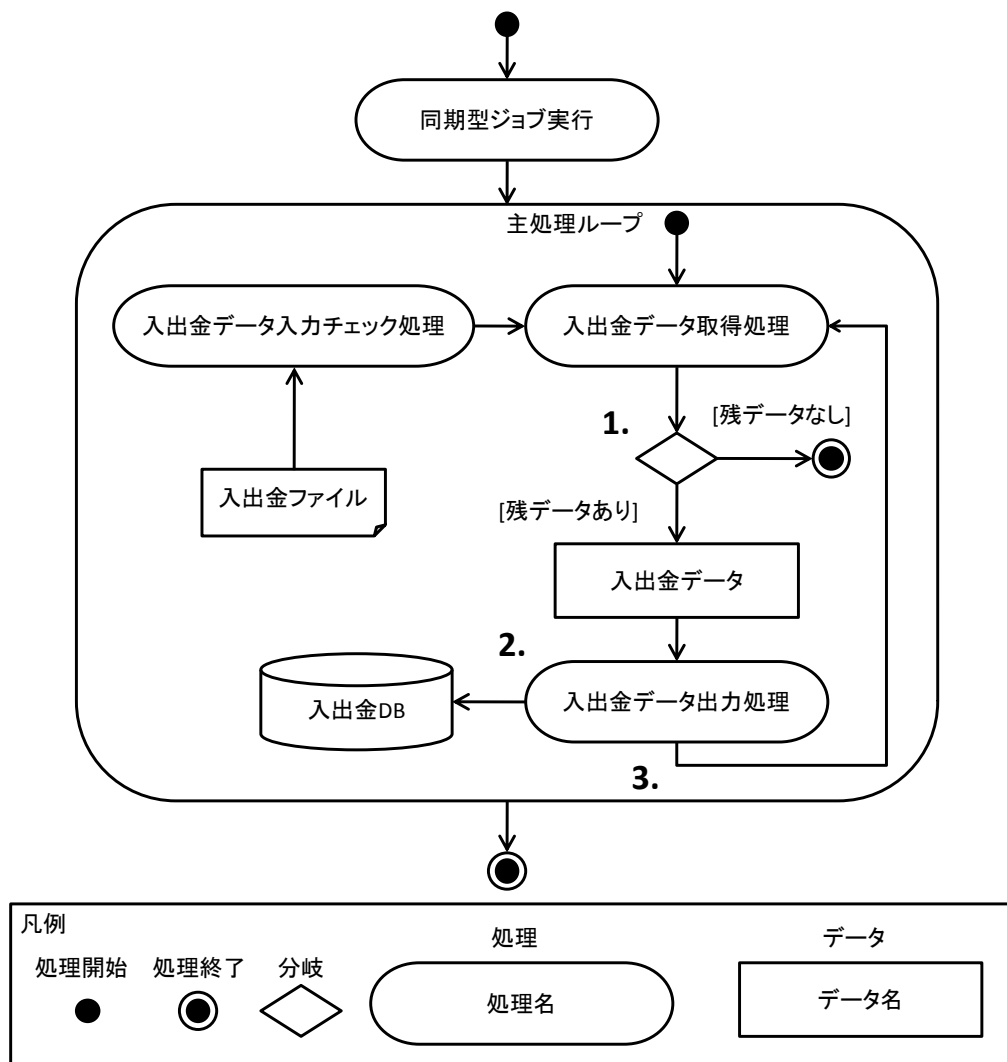 同期型ジョブ実行
主処理ループ
入出金データ入力チェック処理
入出金データ取得処理
1.
[残データなし]
入出金ファイル
[残データあり]
入出金データ
2.
入出金DB
入出金データ出力処理
3.
凡例
処理
データ
処理開始
処理終了
分岐
処理名
データ名